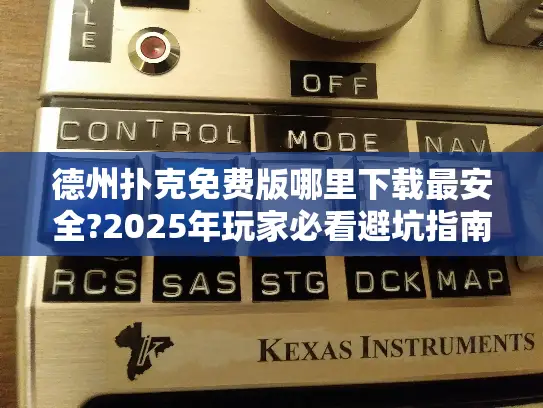 OFF
CONTROL MODE NAV
德州扑克免费版哪里下载最安
全?2025年玩家必看避坑指南
RCS SAS STG DCK MAP
KEXAS INSTRUMENTS